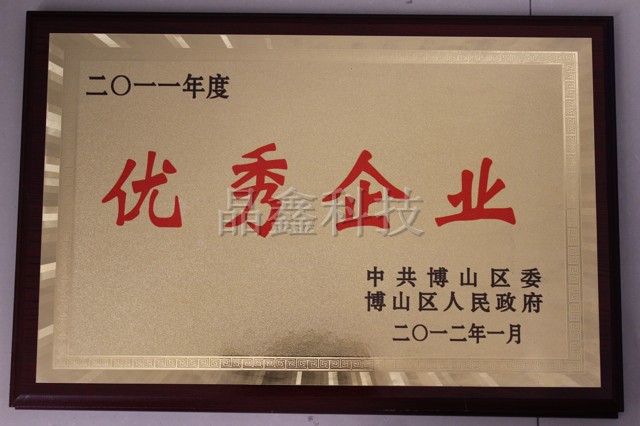 二〇一一年度
优秀企业
品鑫科技
中共博山区委
博山区人民政府
二〇一二年一月